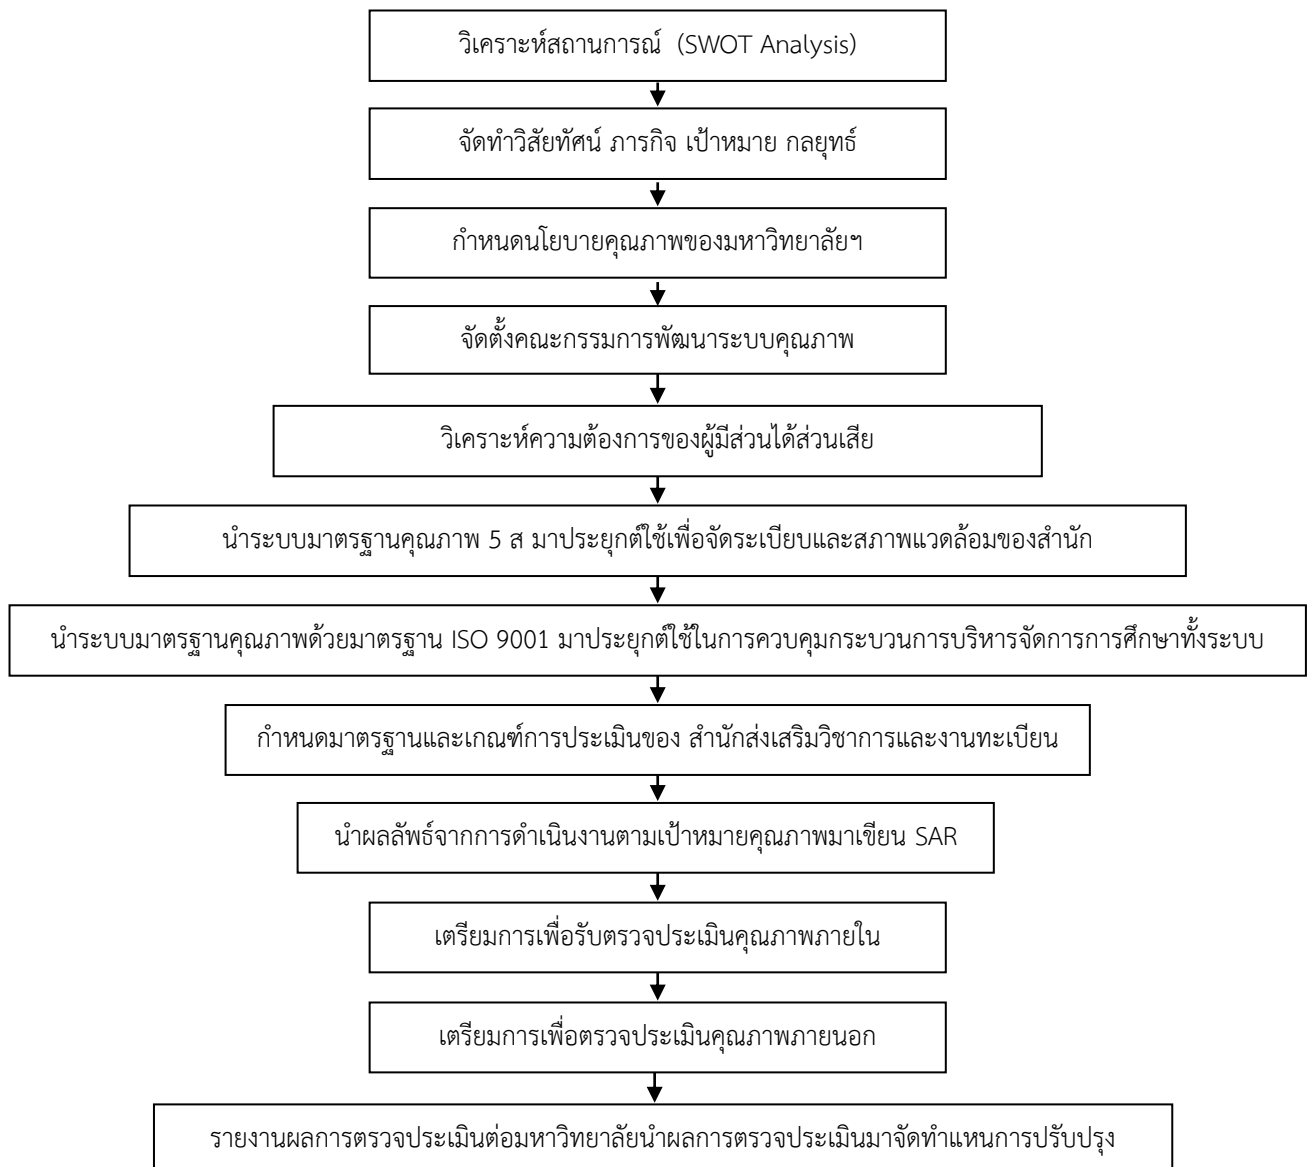 วิเคราะห์สถานการณ์  (SWOT Analysis)
จัดทำวิสัยทัศน์ ภารกิจ เป้าหมาย กลยุทธ์
กำหนดนโยบายคุณภาพของมหาวิทยาลัยฯ
จัดตั้งคณะกรรมการพัฒนาระบบคุณภาพ
วิเคราะห์ความต้องการของผู้มีส่วนได้ส่วนเสีย
นำระบบมาตรฐานคุณภาพ 5 ส มาประยุกต์ใช้เพื่อจัดระเบียบและสภาพแวดล้อมของสำนัก
นำระบบมาตรฐานคุณภาพด้วยมาตรฐาน ISO 9001 มาประยุกต์ใช้ในการควบคุมกระบวนการบริหารจัดการการศึกษาทั้งระบบ
กำหนดมาตรฐานและเกณฑ์การประเมินของ สำนักส่งเสริมวิชาการและงานทะเบียน
นำผลลัพธ์จากการดำเนินงานตามเป้าหมายคุณภาพมาเขียน SAR
เตรียมการเพื่อรับตรวจประเมินคุณภาพภายใน
เตรียมการเพื่อตรวจประเมินคุณภาพภายนอก
รายงานผลการตรวจประเมินต่อมหาวิทยาลัยนำผลการตรวจประเมินมาจัดทำแหนการปรับปรุง